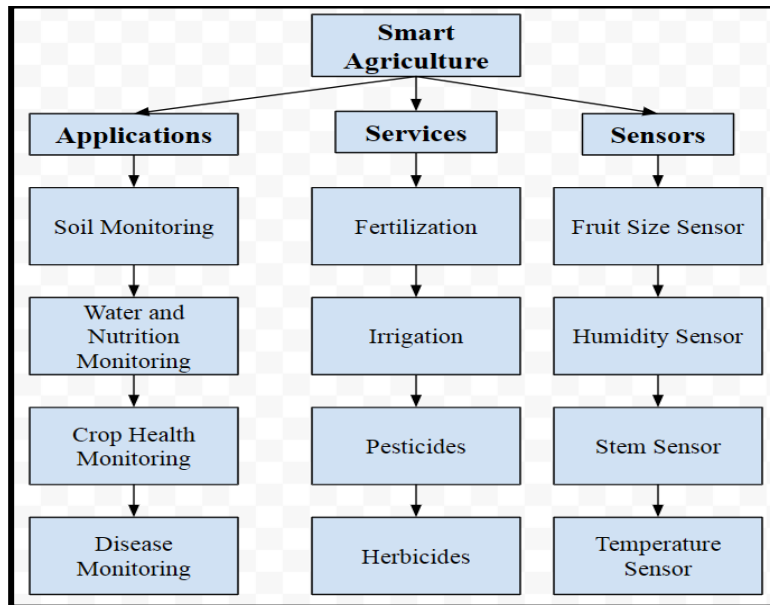 Smart
Agriculture
Applications
Services
Sensors
Soil Monitoring
Fertilization
Fruit Size Sensor
Water and
Nutrition
Monitoring
Irrigation
Humidity Sensor
Crop Health
Monitoring
Pesticides
Stem Sensor
Disease
Monitoring
Herbicides
Temperature
Sensor